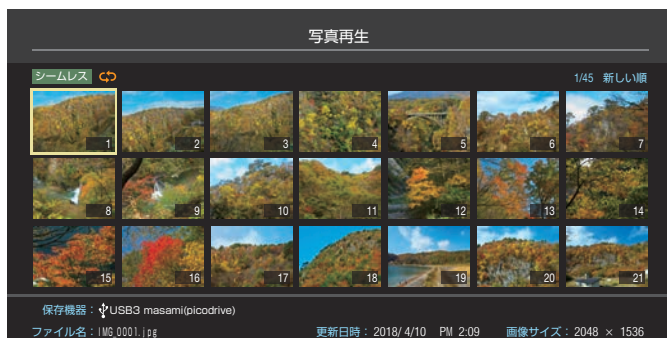 写真再生
シームレス 1/45 新しい順
1 2 3 4 5 6 7
8 9 10 11 12 13 14
15 16 17 18 19 20 21
保存機器：USB3 masami(picodrive)
ファイル名：IMG_0001.jpg 更新日時：2018/ 4/10 PM 2:09 画像サイズ：2048 × 1536